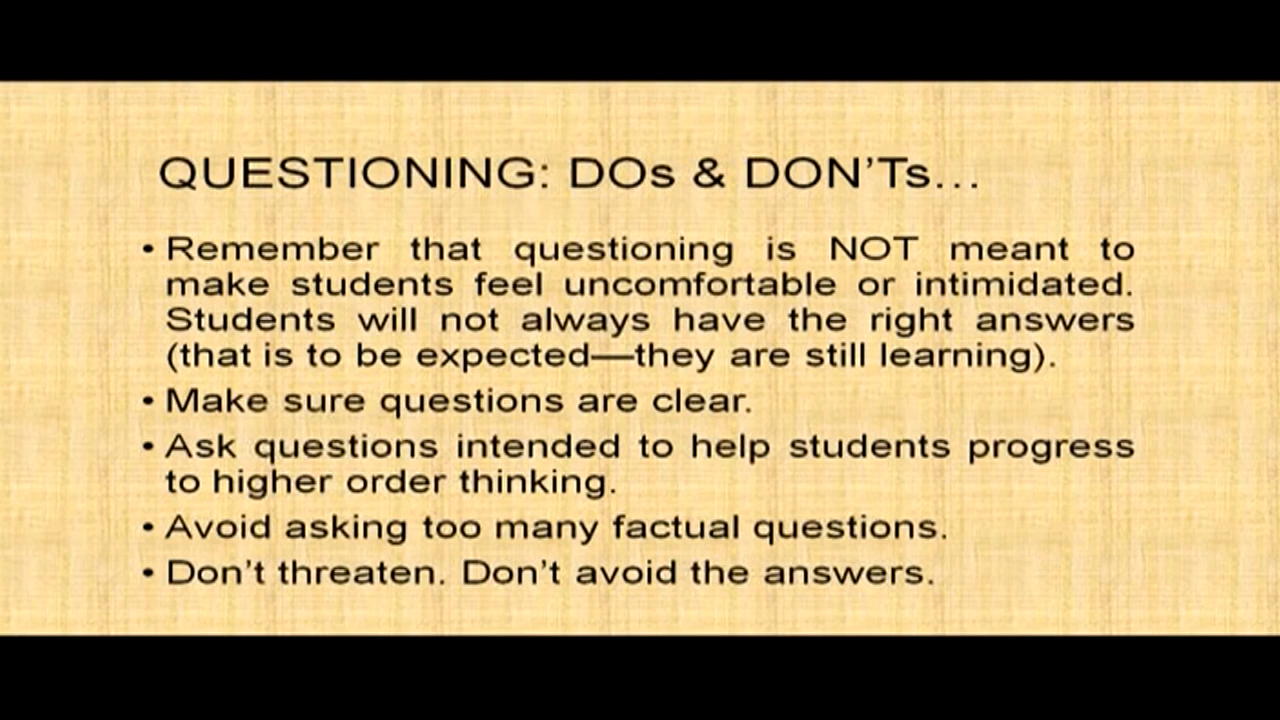 QUESTIONING: DOs & DON’Ts...
• Remember that questioning is NOT meant to
make students feel uncomfortable or intimidated.
Students will not always have the right answers
(that is to be expected—they are still learning).
• Make sure questions are clear.
• Ask questions intended to help students progress
to higher order thinking.
• Avoid asking too many factual questions.
• Don’t threaten. Don’t avoid the answers.